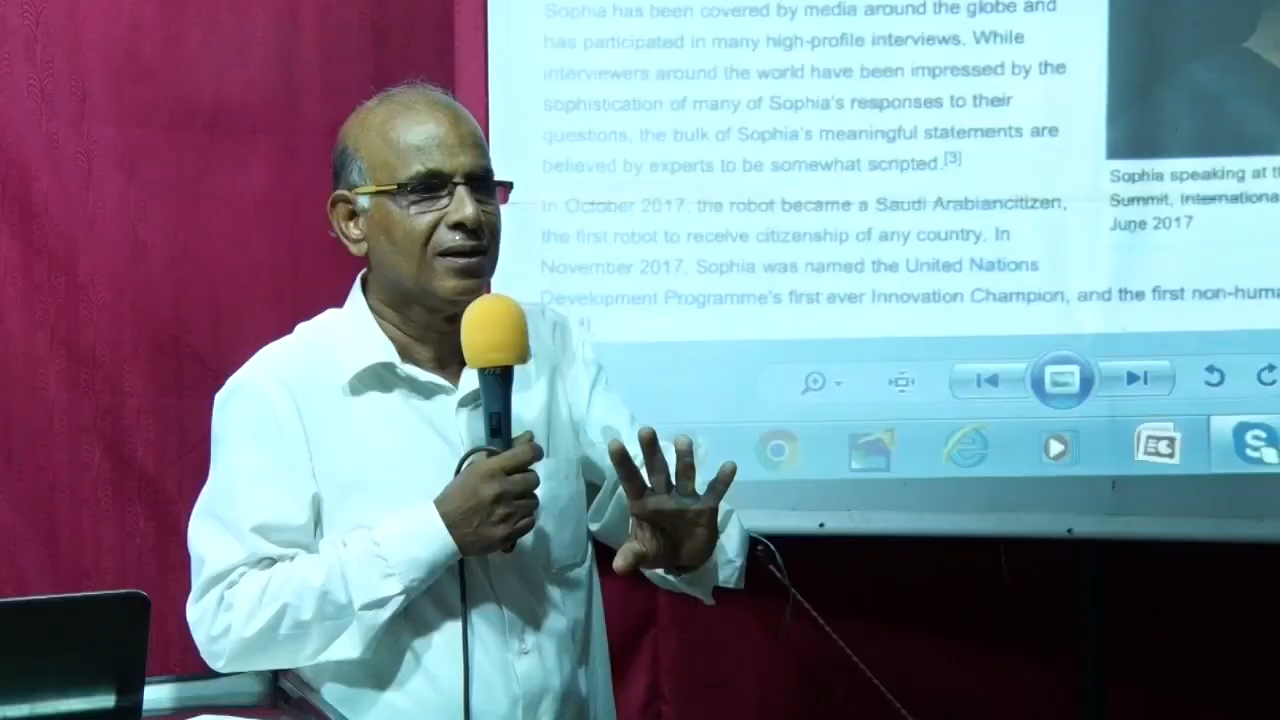 Sophia has been covered by media around the globe and
has participated in many high-profile interviews. While
interviewers around the world have been impressed by the
sophistication of many of Sophia's responses to their
questions, the bulk of Sophia's meaningful statements are
believed by experts to be somewhat scripted.[3]
In October 2017, the robot became a Saudi Arabiancitizen,
the first robot to receive citizenship of any country. In
November 2017, Sophia was named the United Nations
Development Programme's first ever Innovation Champion, and the first non-huma
Sophia speaking at t
Summit, Internationa
June 2017